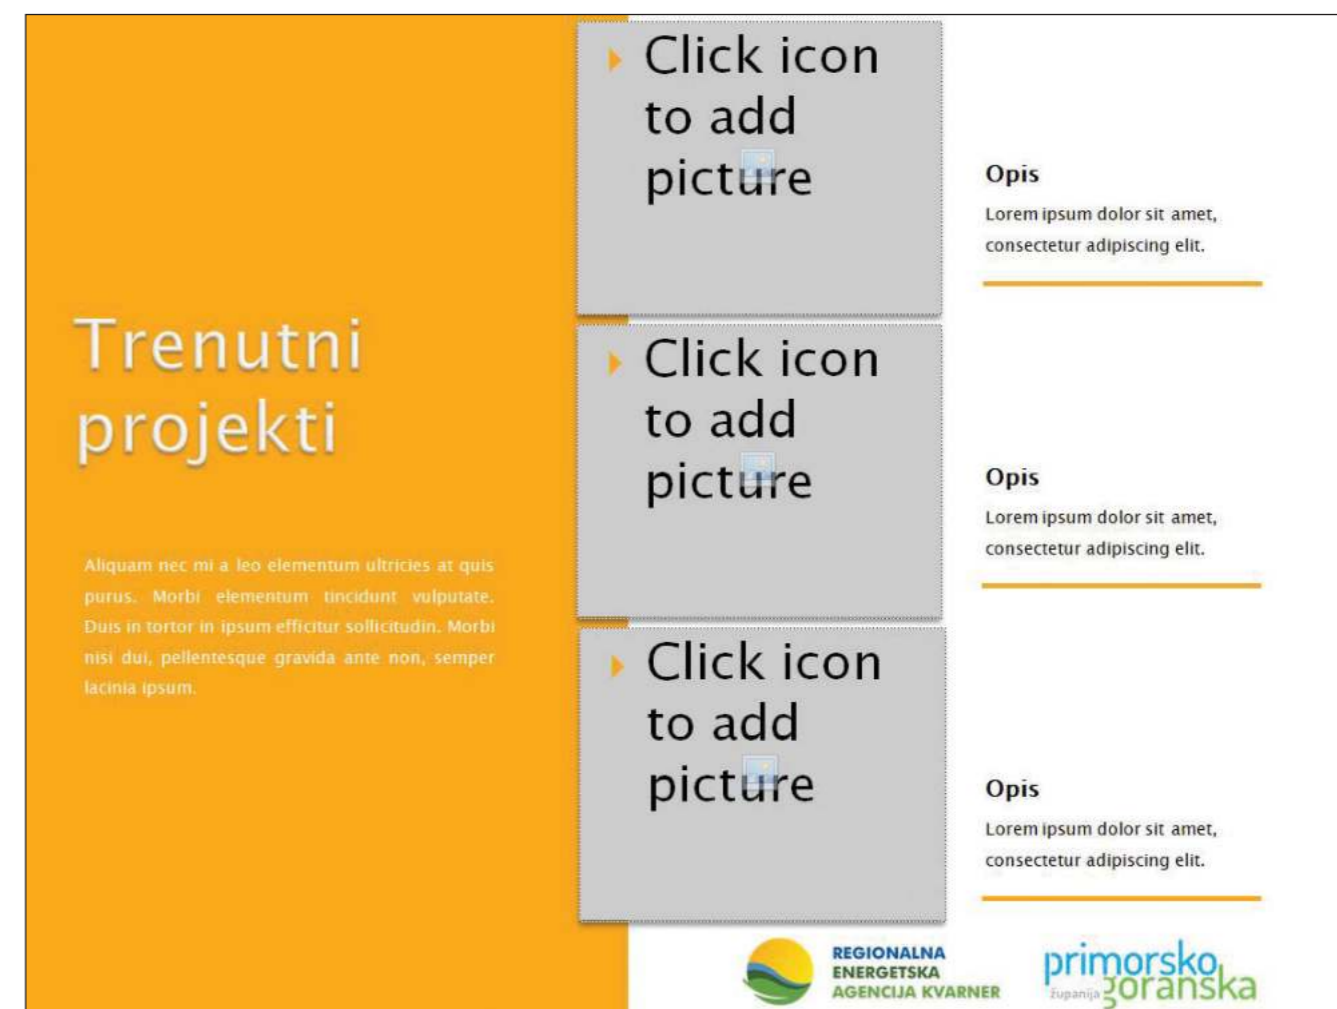 Trenutni
projekti
Aliquam nec mi a leo elementum ultricies at quis
purus. Morbi elementum tincidunt vulputate.
Duis in tortor in ipsum efficitur sollicitudin. Morbi
nisi dui, pellentesque gravida ante non, semper
lacinia ipsum.
Click icon
to add
picture
Opis
Lorem ipsum dolor sit amet,
consectetur adipiscing elit.
Click icon
to add
picture
Opis
Lorem ipsum dolor sit amet,
consectetur adipiscing elit.
Click icon
to add
picture
Opis
Lorem ipsum dolor sit amet,
consectetur adipiscing elit.
REGIONALNA
ENERGETSKA
AGENCIJA KVARNER
primorsko
županija goranska